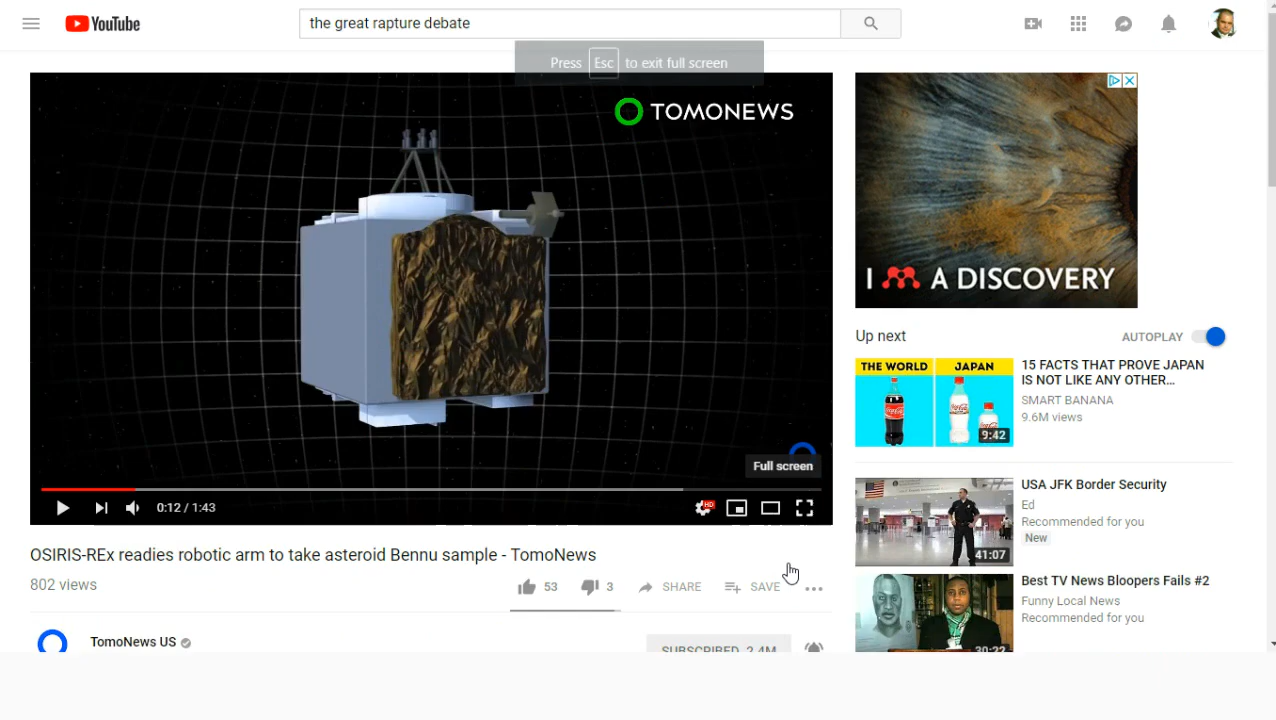 YouTube
the great rapture debate
Press Esc to exit full screen
TOMONEWS
Full screen
0:12 / 1:43
HD
OSIRIS-REx readies robotic arm to take asteroid Bennu sample - TomoNews
802 views
53
3
SHARE
SAVE
TomoNews US
SUBSCRIBED 2.4M
I A DISCOVERY
Up next
AUTOPLAY
THE WORLD
JAPAN
9:42
15 FACTS THAT PROVE JAPAN
IS NOT LIKE ANY OTHER...
SMART BANANA
9.6M views
41:07
USA JFK Border Security
Ed
Recommended for you
New
30:22
Best TV News Bloopers Fails #2
Funny Local News
Recommended for you